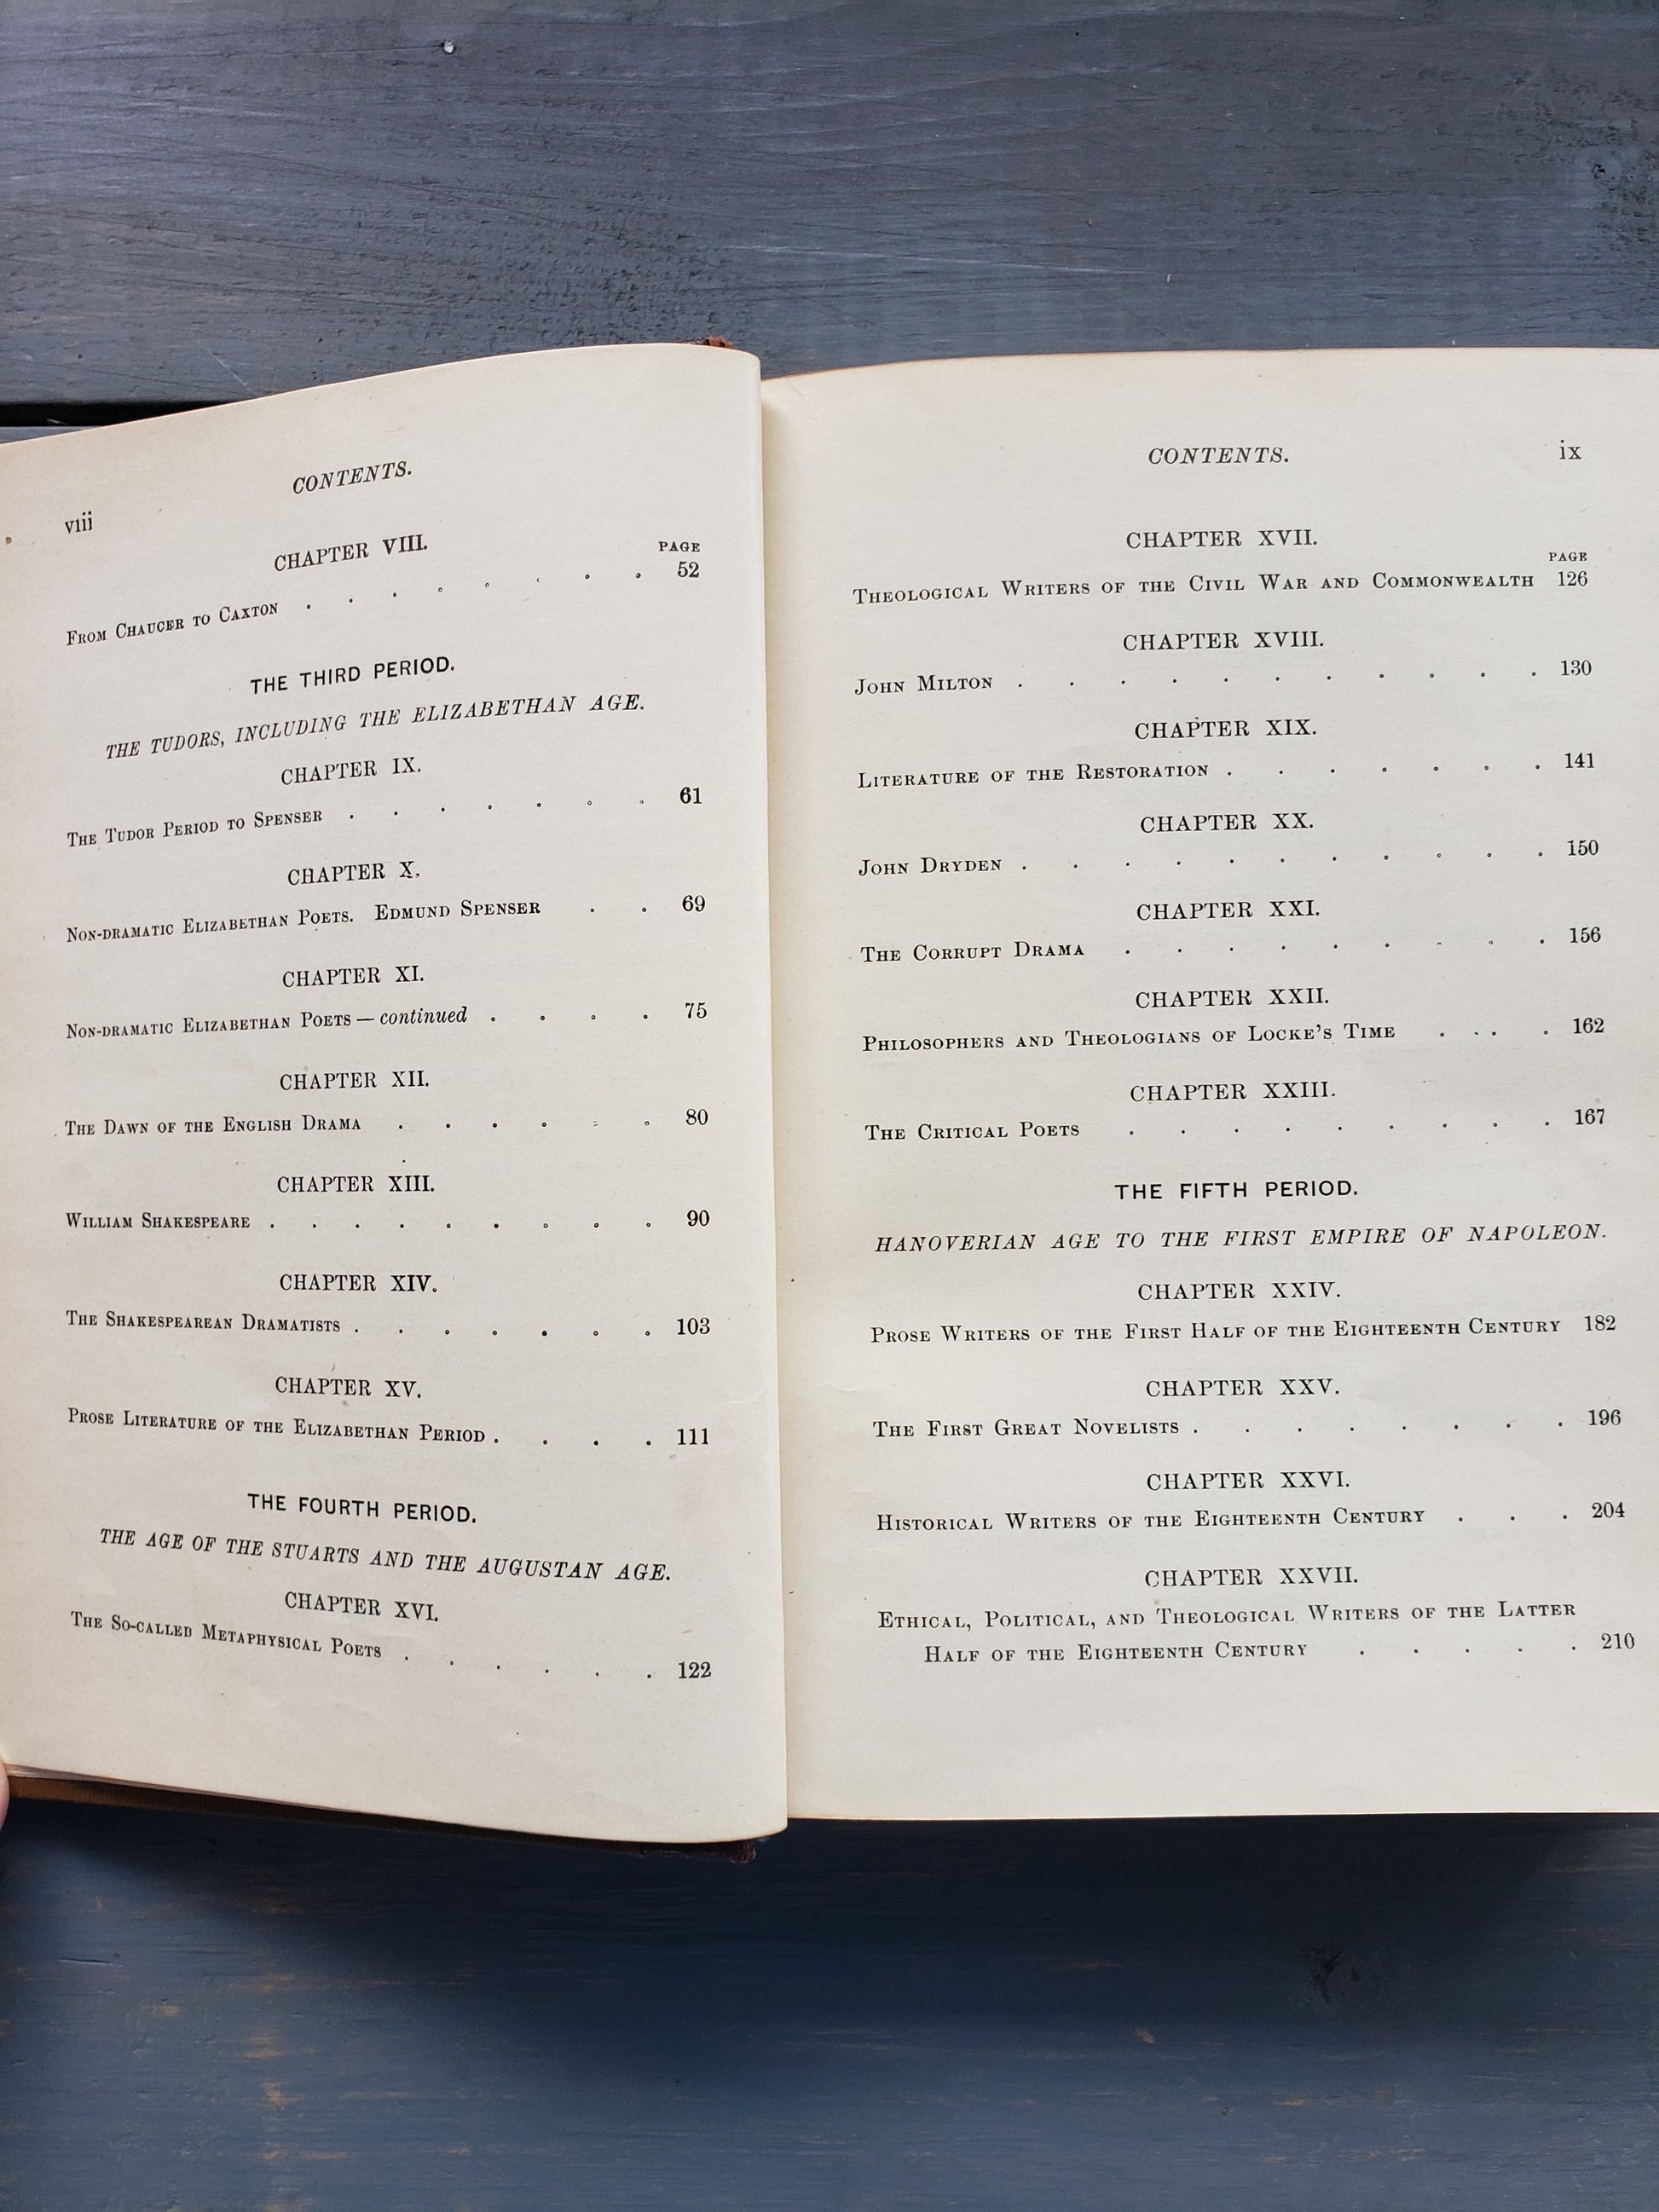 CONTENTS.
viii
CHAPTER VIII.
PAGE
From Chaucer to Caxton . . . . . . . . 52
THE THIRD PERIOD.
THE TUDORS, INCLUDING THE ELIZABETHAN AGE.
CHAPTER IX.
The Tudor Period to Spenser . . . . . . . 61
CHAPTER X.
Non-dramatic Elizabethan Poets. Edmund Spenser . . 69
CHAPTER XI.
Non-dramatic Elizabethan Poets — continued . . . . 75
CHAPTER XII.
The Dawn of the English Drama . . . . . . 80
CHAPTER XIII.
William Shakespeare . . . . . . . . . 90
CHAPTER XIV.
The Shakespearean Dramatists . . . . . . . 103
CHAPTER XV.
Prose Literature of the Elizabethan Period . . . . 111
THE FOURTH PERIOD.
THE AGE OF THE STUARTS AND THE AUGUSTAN AGE.
CHAPTER XVI.
The So-called Metaphysical Poets . . . . . . 122
CONTENTS. ix
CHAPTER XVII.
PAGE
Theological Writers of the Civil War and Commonwealth 126
CHAPTER XVIII.
John Milton . . . . . . . . . . . 130
CHAPTER XIX.
Literature of the Restoration . . . . . . . 141
CHAPTER XX.
John Dryden . . . . . . . . . . . 150
CHAPTER XXI.
The Corrupt Drama . . . . . . . . . 156
CHAPTER XXII.
Philosophers and Theologians of Locke's Time . . . . 162
CHAPTER XXIII.
The Critical Poets . . . . . . . . . 167
THE FIFTH PERIOD.
HANOVERIAN AGE TO THE FIRST EMPIRE OF NAPOLEON.
CHAPTER XXIV.
Prose Writers of the First Half of the Eighteenth Century 182
CHAPTER XXV.
The First Great Novelists . . . . . . . . 196
CHAPTER XXVI.
Historical Writers of the Eighteenth Century . . . 204
CHAPTER XXVII.
Ethical, Political, and Theological Writers of the Latter
Half of the Eighteenth Century . . . . . 210